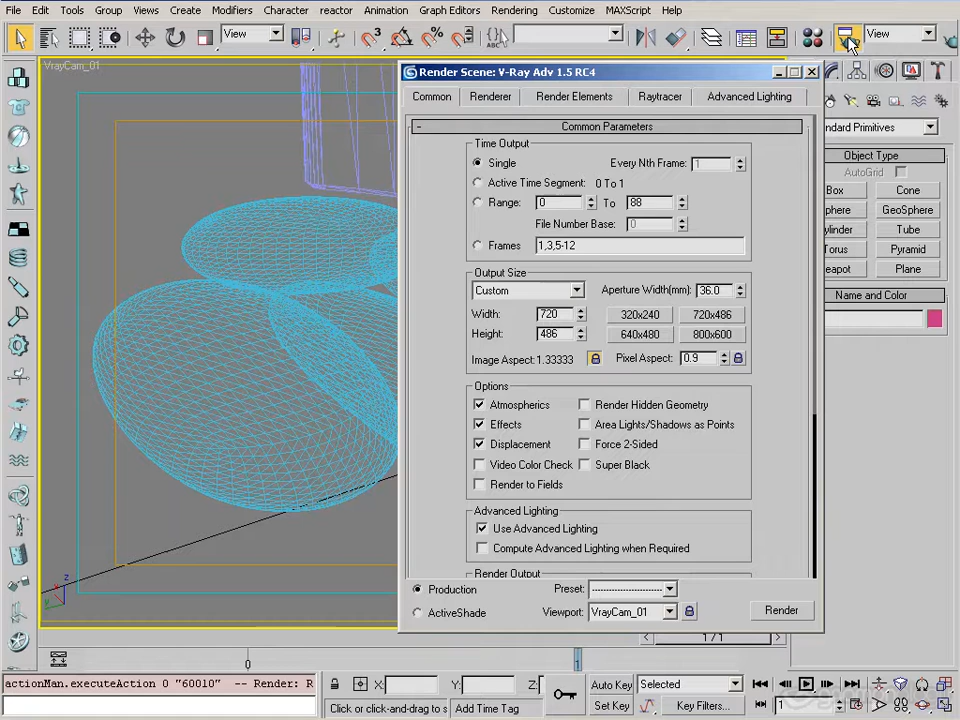 File Edit Tools Group Views Create Modifiers Character reactor Animation Graph Editors Rendering Customize MAXScript Help
View
View
VrayCam_01
Render Scene: V-Ray Adv 1.5 RC4
Common Renderer Render Elements Raytracer Advanced Lighting
- Common Parameters
Time Output
Single Every Nth Frame: 1
Active Time Segment: 0 To 1
Range: 0 To 88
File Number Base: 0
Frames 1,3,5-12
Output Size
Custom Aperture Width(mm): 36.0
Width: 720 320x240 720x486
Height: 486 640x480 800x600
Image Aspect: 1.33333 Pixel Aspect: 0.9
Options
Atmospherics Render Hidden Geometry
Effects Area Lights/Shadows as Points
Displacement Force 2-Sided
Video Color Check Super Black
Render to Fields
Advanced Lighting
Use Advanced Lighting
Compute Advanced Lighting when Required
Render Output
Production Preset: -----------------------
ActiveShade Viewport: VrayCam_01 Render
ndard Primitives
Object Type
AutoGrid
Box Cone
phere GeoSphere
ylinder Tube
orus Pyramid
eapot Plane
Name and Color
z
x
y
< 1 / 1 >
0 1
actionMan.executeAction 0 "60010" -- Render: R
X: Y: Z:
Click or click-and-drag to s Add Time Tag
Auto Key Selected
Set Key Key Filters...
1